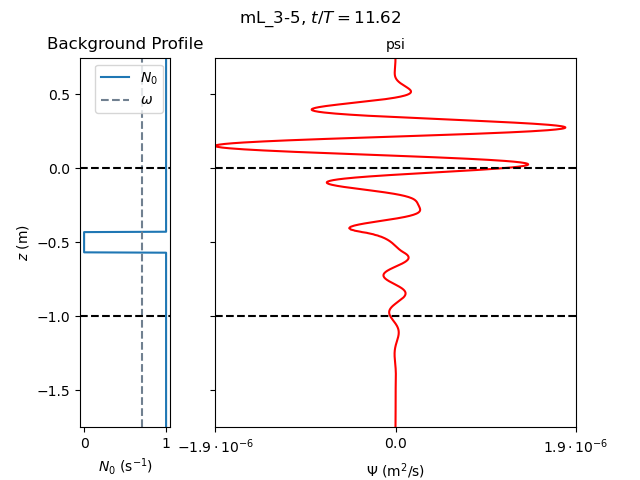 mL_3-5, t/T = 11.62
Background Profile
psi
N₀
ω
0.5
0.0
−0.5
−1.0
−1.5
z (m)
0
1
−1.9 · 10⁻⁶
0.0
1.9 · 10⁻⁶
N₀ (s⁻¹)
Ψ (m²/s)